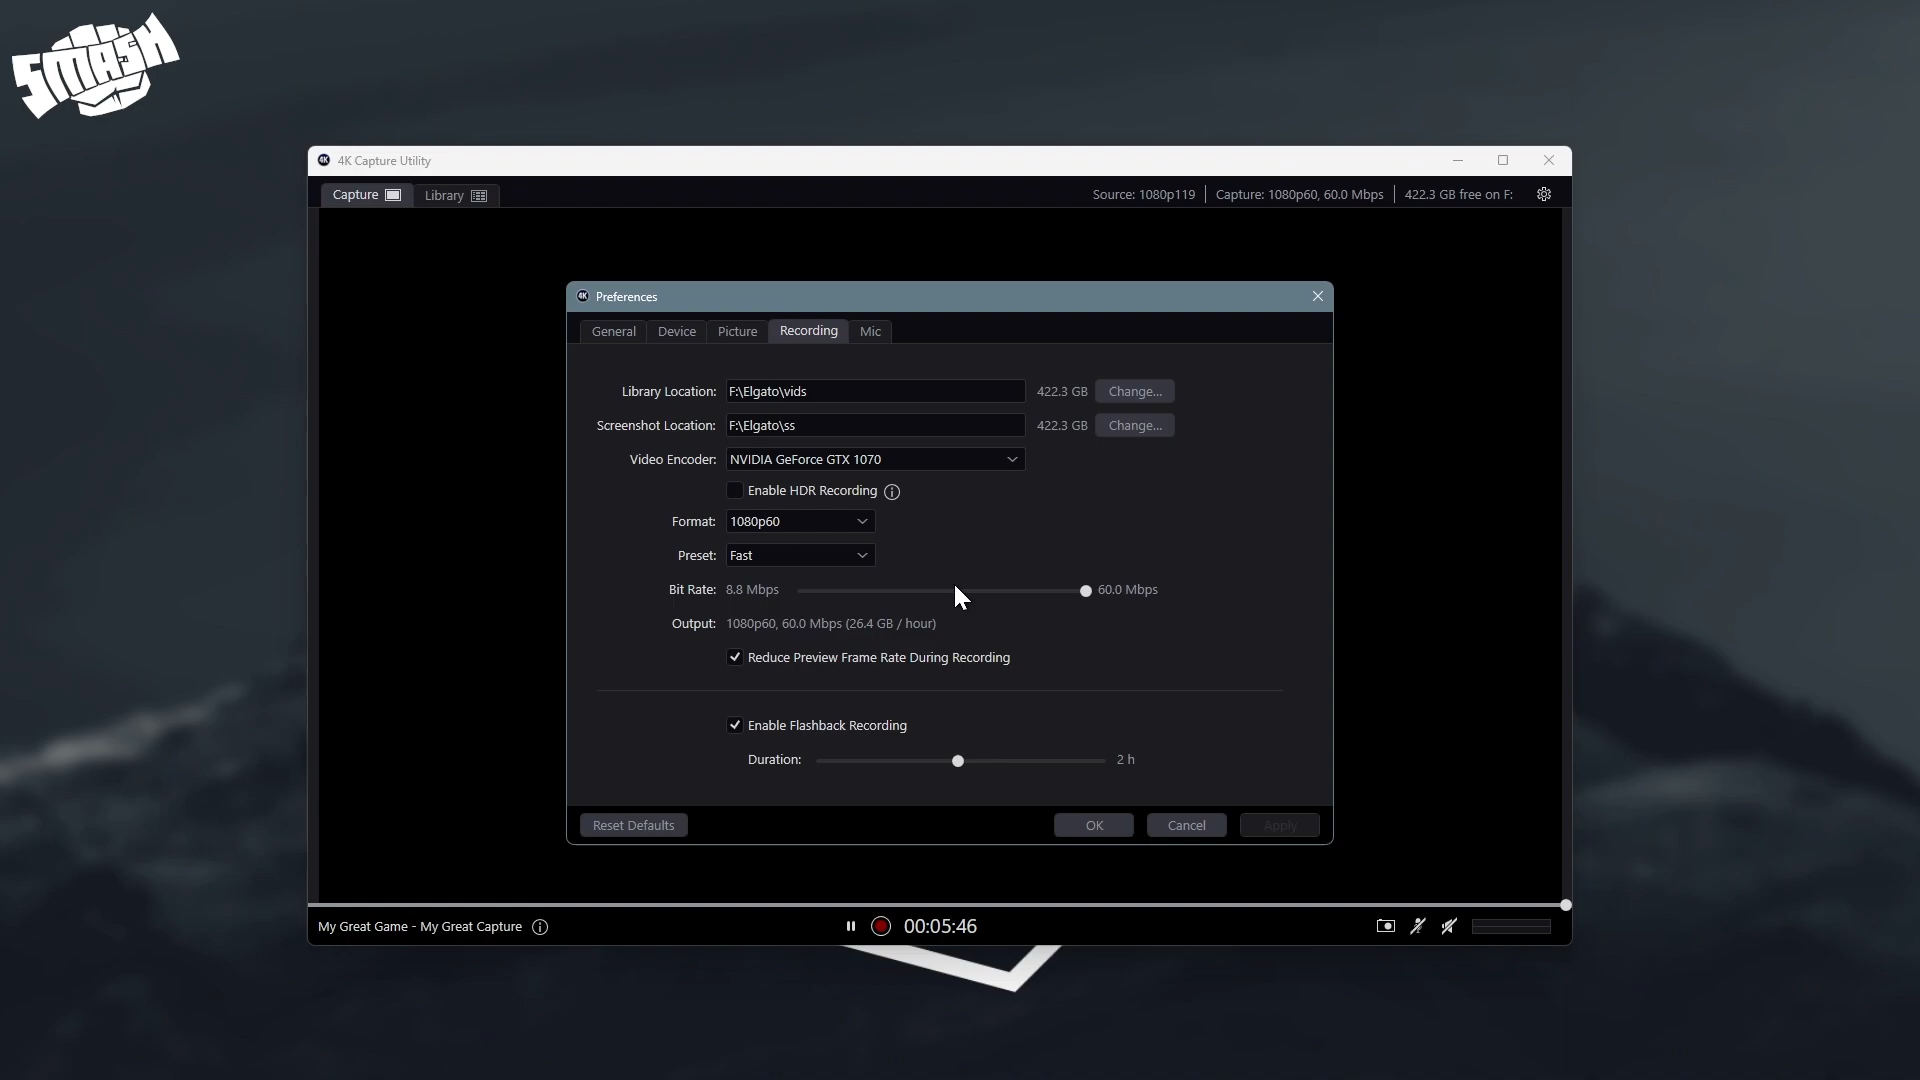 SMASH
4K Capture Utility
Capture Library Source: 1080p119 Capture: 1080p60, 60.0 Mbps 422.3 GB free on F:
4K Preferences
General Device Picture Recording Mic
Library Location: F:\Elgato\vids 422.3 GB Change...
Screenshot Location: F:\Elgato\ss 422.3 GB Change...
Video Encoder: NVIDIA GeForce GTX 1070
Enable HDR Recording
Format: 1080p60
Preset: Fast
Bit Rate: 8.8 Mbps 60.0 Mbps
Output: 1080p60, 60.0 Mbps (26.4 GB / hour)
Reduce Preview Frame Rate During Recording
Enable Flashback Recording
Duration: 2 h
Reset Defaults OK Cancel Apply
My Great Game - My Great Capture 00:05:46